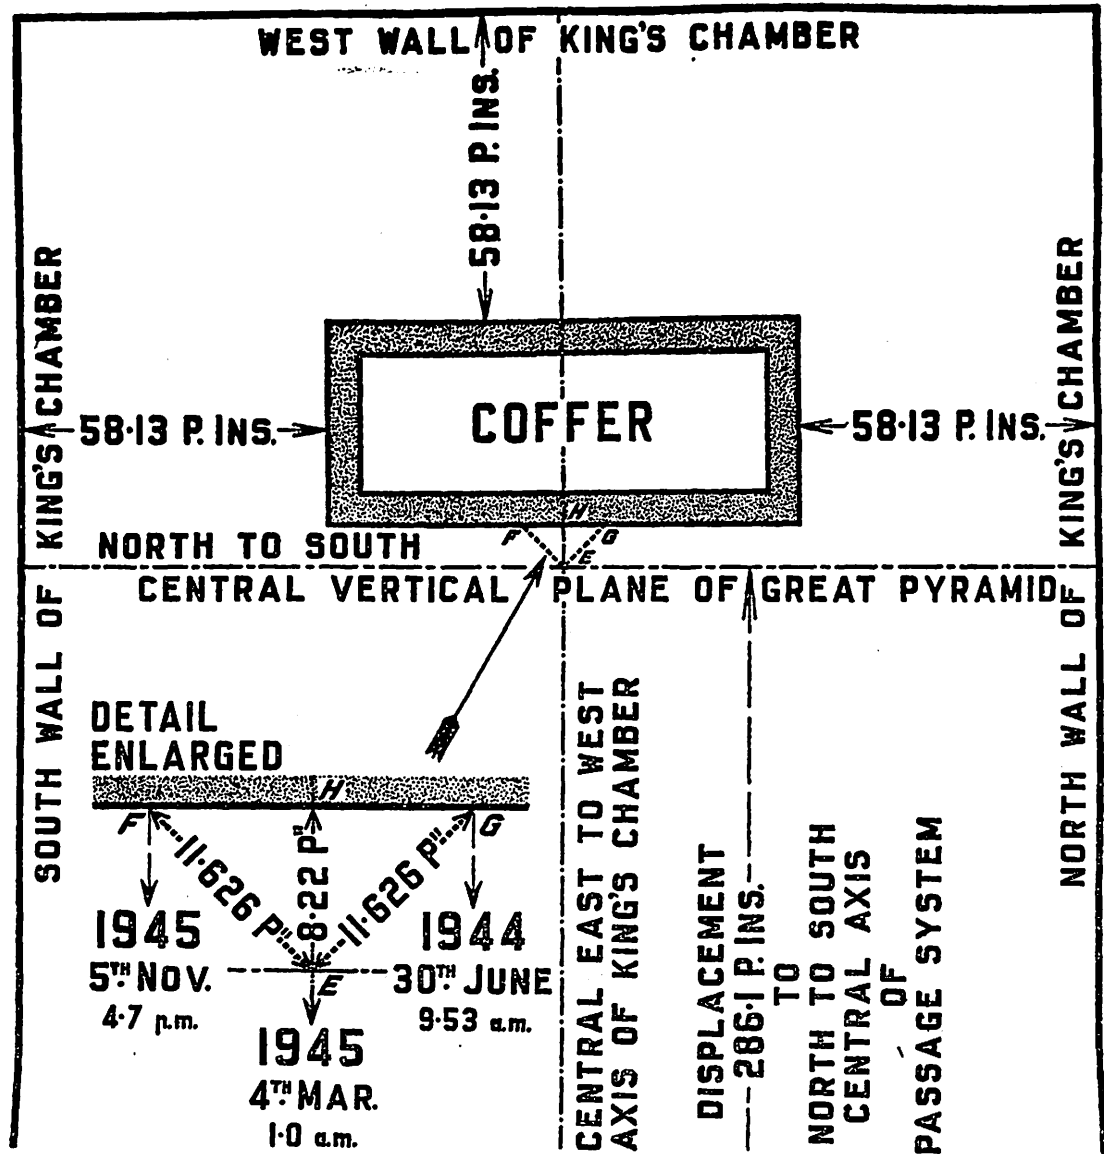 WEST WALL OF KING'S CHAMBER
58·13 P. INS.
SOUTH WALL OF KING'S CHAMBER
58·13 P. INS.
COFFER
58·13 P. INS.
NORTH WALL OF KING'S CHAMBER
H
F G
E
NORTH TO SOUTH
CENTRAL VERTICAL PLANE OF GREAT PYRAMID
DETAIL
ENLARGED
H
F G
11·626 P"
8·22 P"
11·626 P"
E
1945
5TH NOV.
4·7 p.m.
1944
30TH JUNE
9·53 a.m.
1945
4TH MAR.
1·0 a.m.
CENTRAL EAST TO WEST
AXIS OF KING'S CHAMBER
DISPLACEMENT
286·1 P. INS.
TO
NORTH TO SOUTH
CENTRAL AXIS
OF
PASSAGE SYSTEM